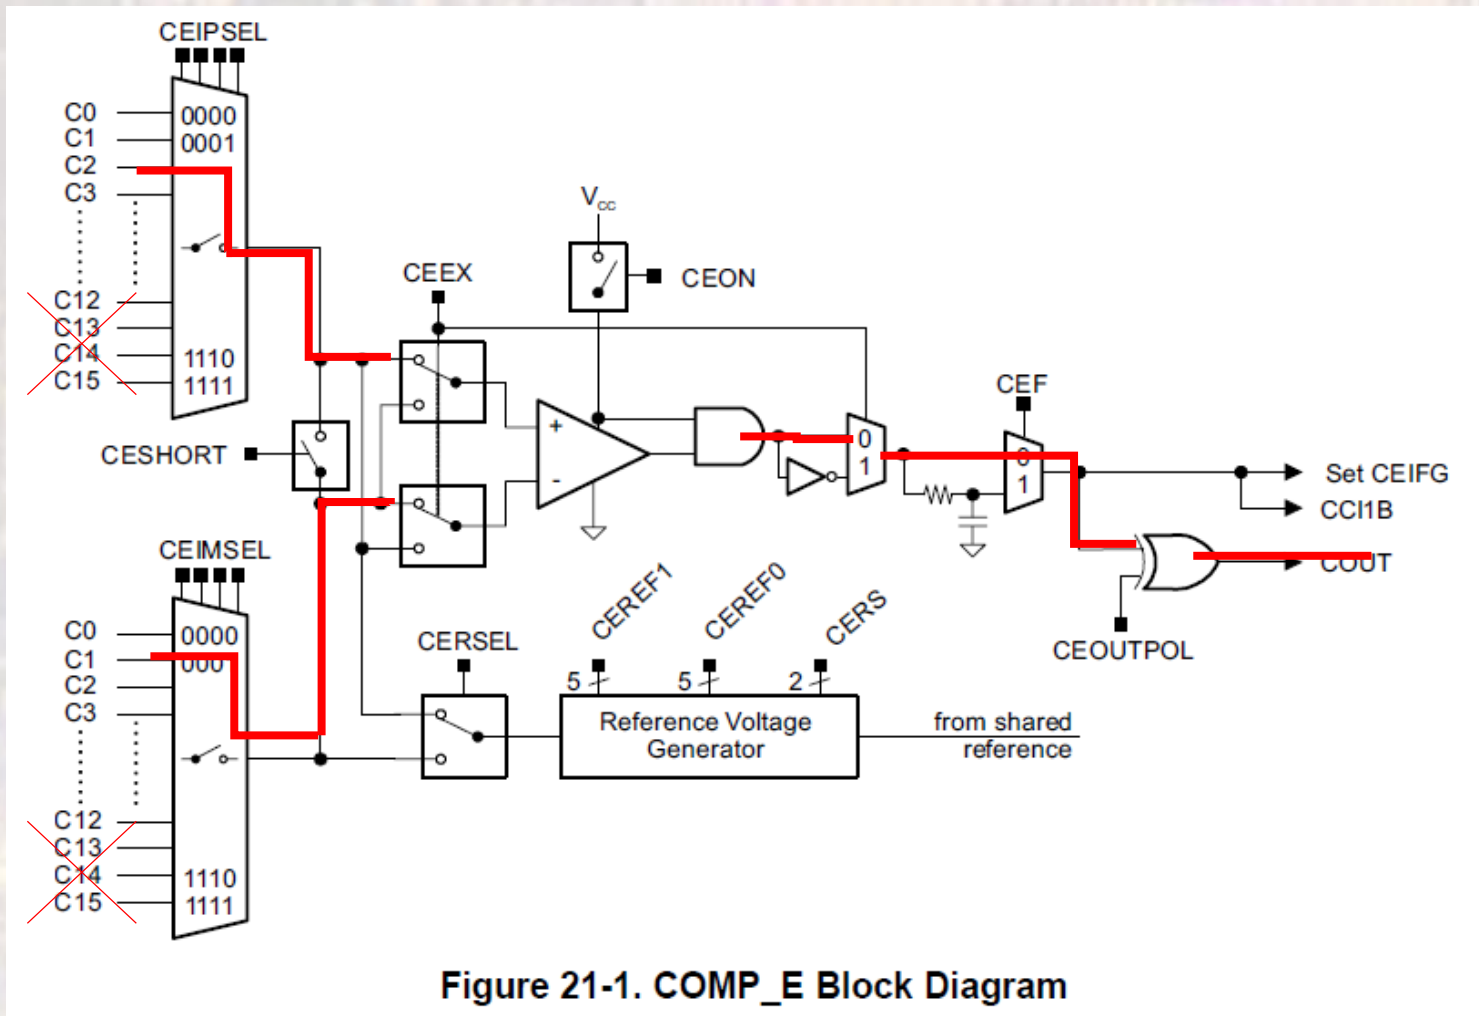 CEIPSEL
C0
0000
C1
0001
C2
C3
C12
C13
C14
1110
C15
1111
V
CC
CEEX
CEON
CESHORT
+
-
0
1
CEF
0
1
Set CEIFG
CCI1B
COUT
CEOUTPOL
CEIMSEL
C0
0000
C1
000
C2
C3
C12
C13
C14
1110
C15
1111
CERSEL
CEREF1
CEREF0
CERS
5
5
2
Reference Voltage
Generator
from shared
reference
Figure 21-1. COMP_E Block Diagram